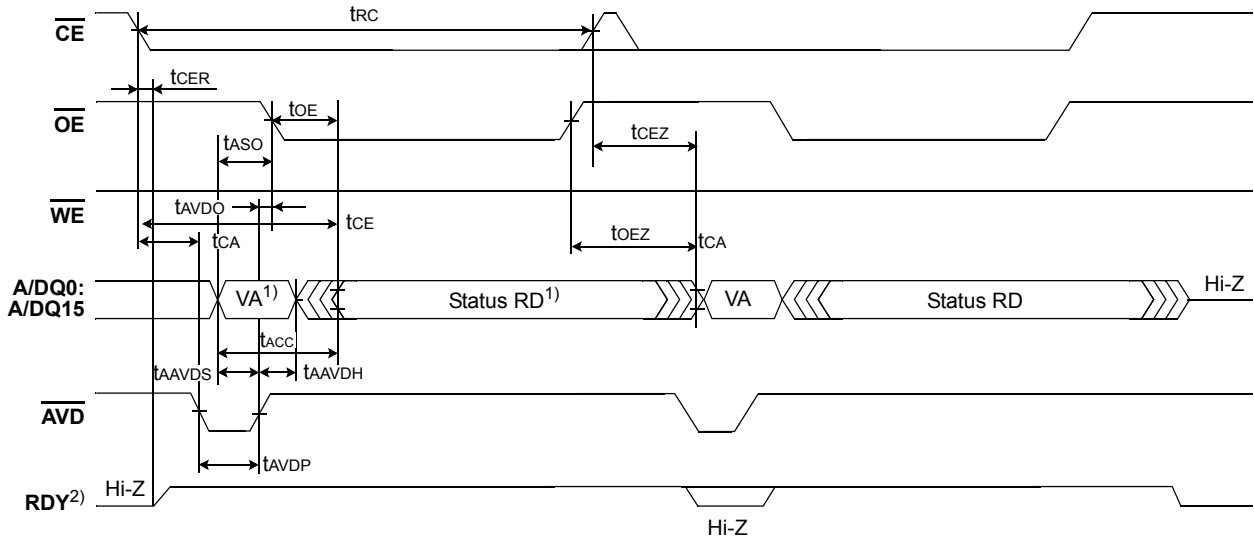 tRC
CE
tCER
OE
tOE
tCEZ
tASO
WE
tAVDO
tCE
tCA
tOEZ
tCA
A/DQ0:
A/DQ15
VA1)
Status RD1)
VA
Status RD
Hi-Z
tACC
tAAVDS
tAAVDH
AVD
tAVDP
Hi-Z
RDY2)
Hi-Z